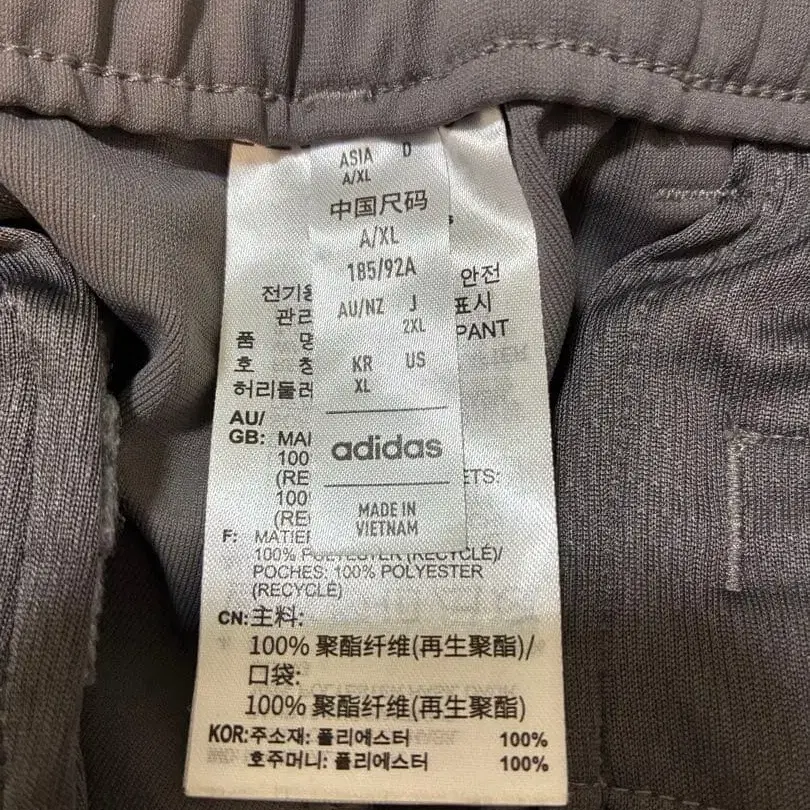 ASIA D
A/XL
中国尺码
A/XL
185/92A
AU/NZ J
2XL
KR US
XL
adidas
MADE IN
VIETNAM
안전
관리 표시
품 PANT
호
허리둘레
AU/
GB:
100
(RE ETS:
100
(RE
F:
100% POLYESTER (RECYCLÉ)/
POCHES: 100% POLYESTER
(RECYCLÉ)
CN:主料:
100% 聚酯纤维(再生聚酯)/
口袋:
100% 聚酯纤维(再生聚酯)
KOR:주소재: 폴리에스터 100%
호주머니: 폴리에스터 100%